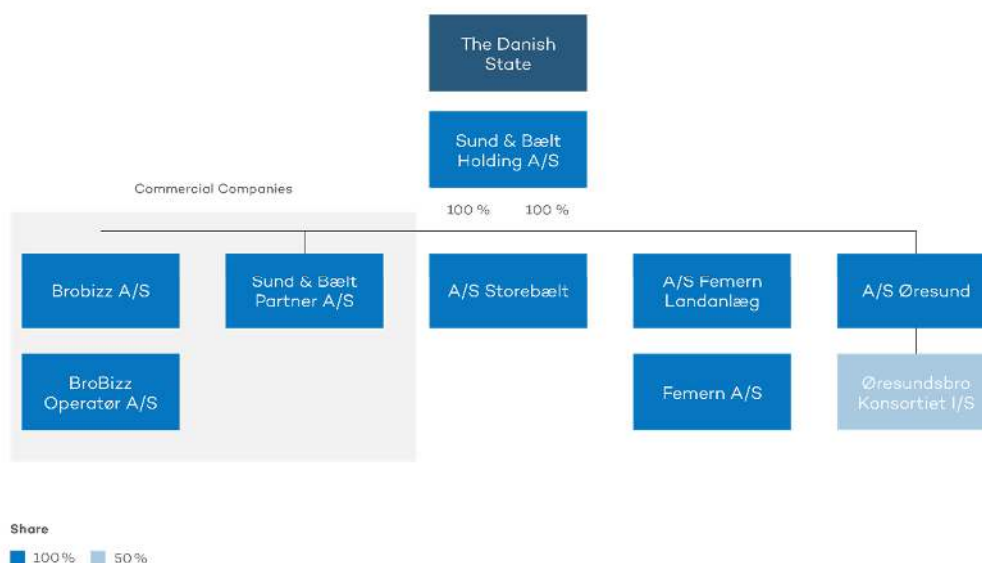 The Danish
State
Sund & Bælt
Holding A/S
Commercial Companies
100 % 100 %
Brobizz A/S
Sund & Bælt
Partner A/S
A/S Storebælt
A/S Femern
Landanlæg
A/S Øresund
BroBizz
Operatør A/S
Femern A/S
Øresundsbro
Konsortiet I/S
Share
100 % 50 %